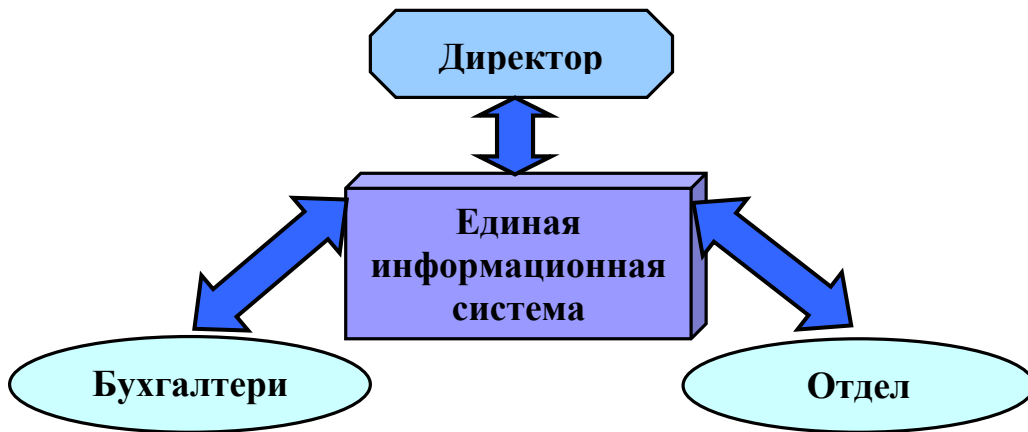 Директор
Единая
информационная
система
Бухгалтери
Отдел